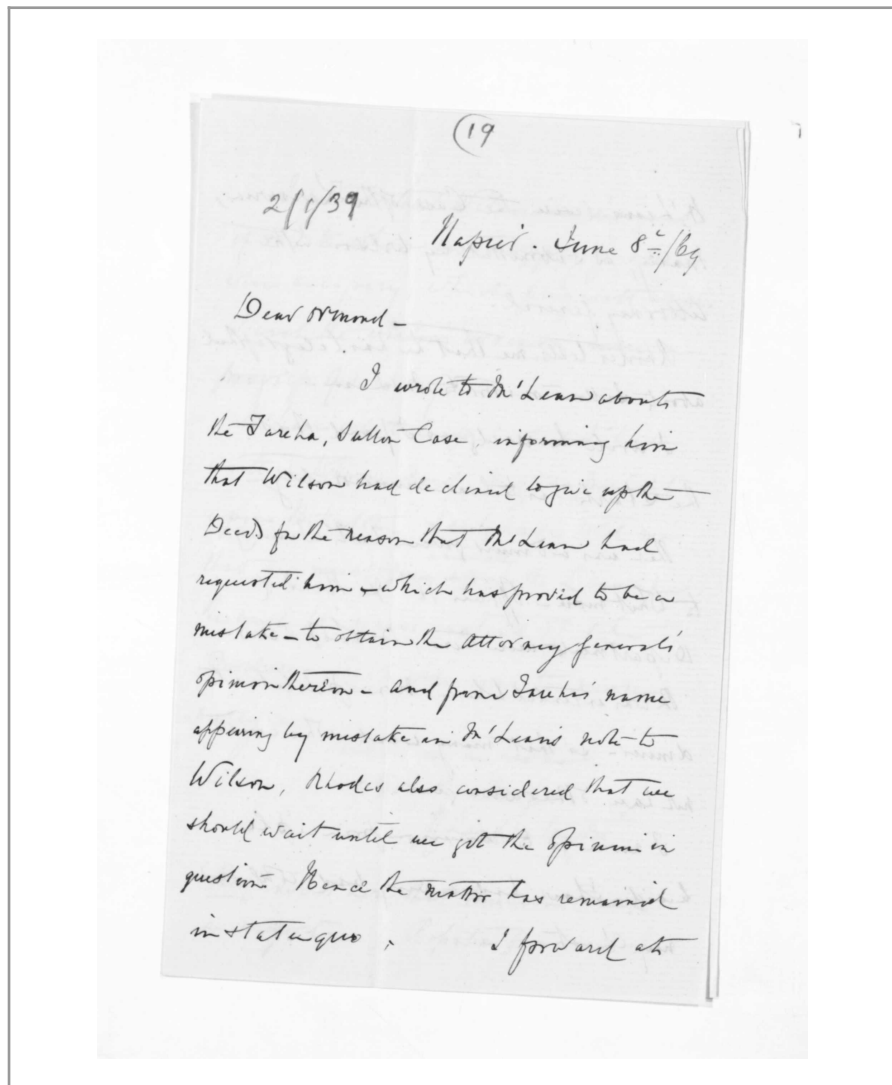 (19)
2/1/39
Napier. June 8th/69
Dear Ormond -
I wrote to McLean about
the Tareha, Sutton Case, informing him
that Wilson had declined to give up the
Deeds for the reason that McLean had
requested him - which has proved to be a
mistake - to obtain the Attorney General's
opinion thereon - and from Tareha's name
appearing by mistake in McLean's note to
Wilson, Rhodes also considered that we
should wait until we got the opinion in
question - Hence the matter has remained
in statu quo. I forward